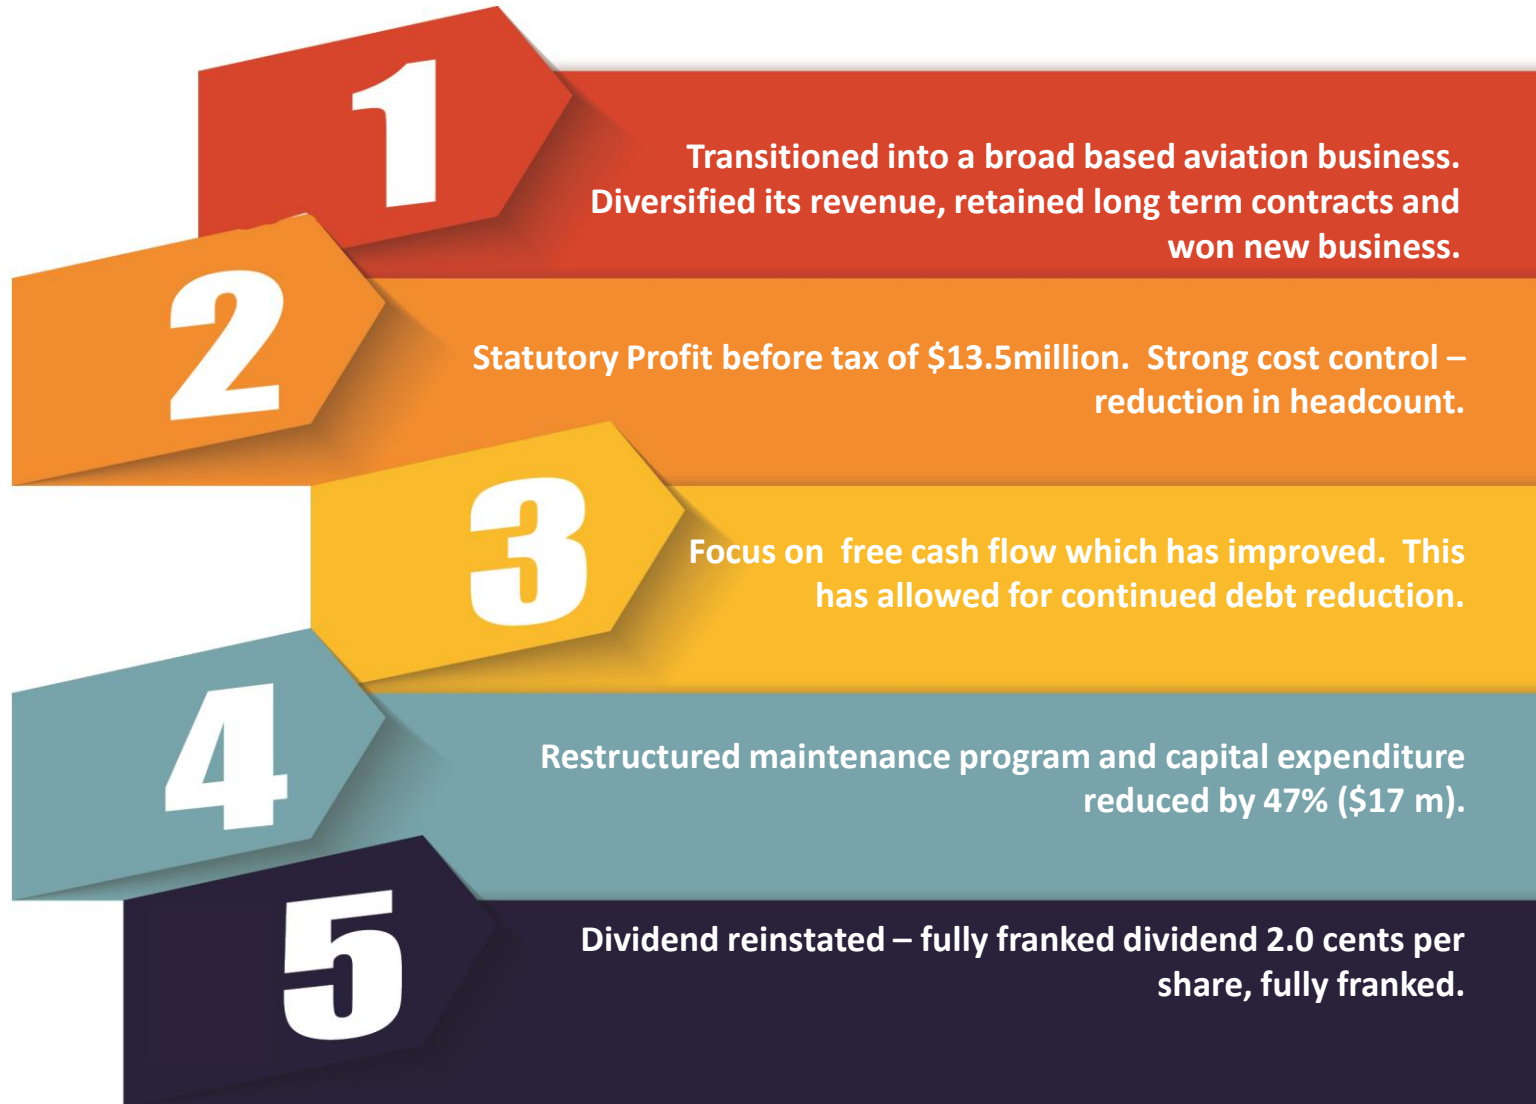 1
Transitioned into a broad based aviation business.
Diversified its revenue, retained long term contracts and
won new business.
2
Statutory Profit before tax of $13.5million.  Strong cost control –
reduction in headcount.
3
Focus on  free cash flow which has improved.  This
has allowed for continued debt reduction.
4
Restructured maintenance program and capital expenditure
reduced by 47% ($17 m).
5
Dividend reinstated – fully franked dividend 2.0 cents per
share, fully franked.